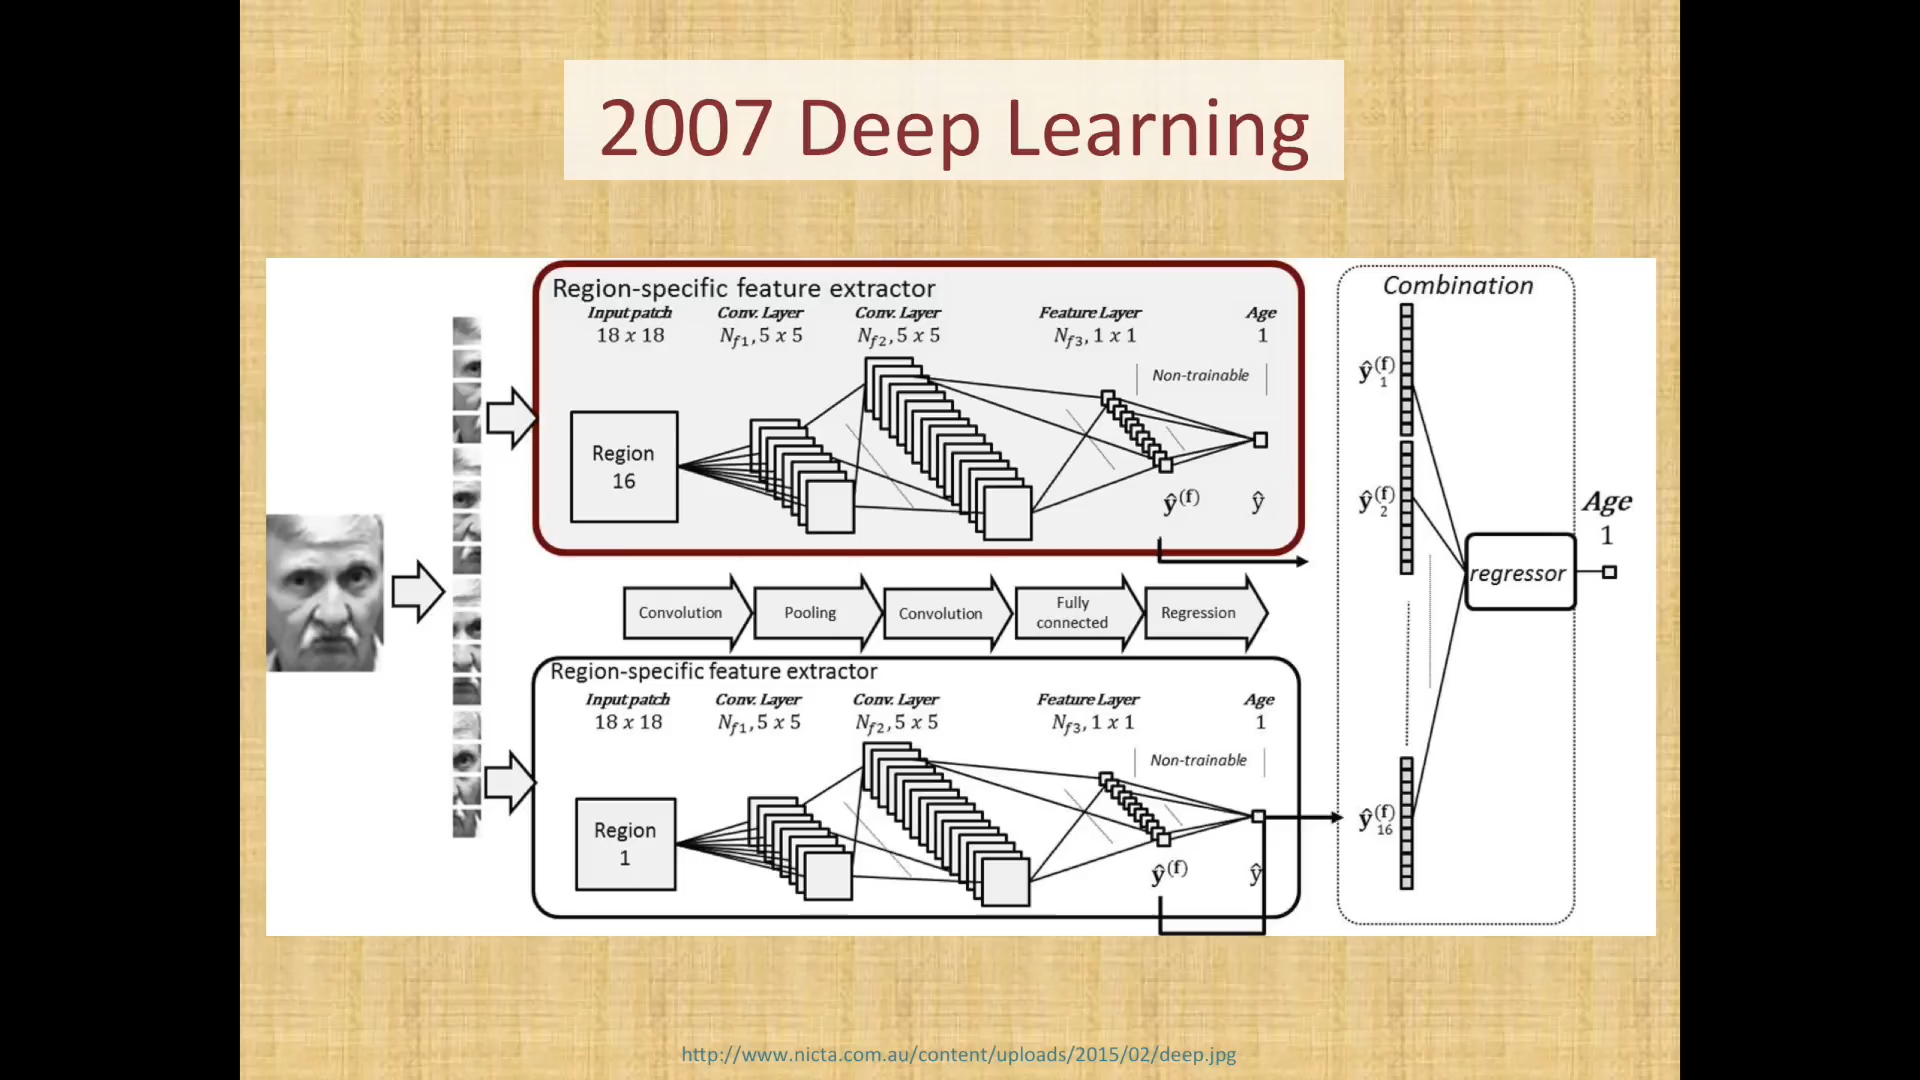 2007 Deep Learning
Region-specific feature extractor
Input patch Conv. Layer Conv. Layer Feature Layer Age
18 x 18 N_f1, 5 x 5 N_f2, 5 x 5 N_f3, 1 x 1 1
Non-trainable
Region
16
ŷ^(f) ŷ
Convolution Pooling Convolution Fully connected Regression
Region-specific feature extractor
Input patch Conv. Layer Conv. Layer Feature Layer Age
18 x 18 N_f1, 5 x 5 N_f2, 5 x 5 N_f3, 1 x 1 1
Non-trainable
Region
1
ŷ^(f) ŷ
Combination
ŷ_1^(f)
ŷ_2^(f)
ŷ_16^(f)
regressor
Age
1
http://www.nicta.com.au/content/uploads/2015/02/deep.jpg